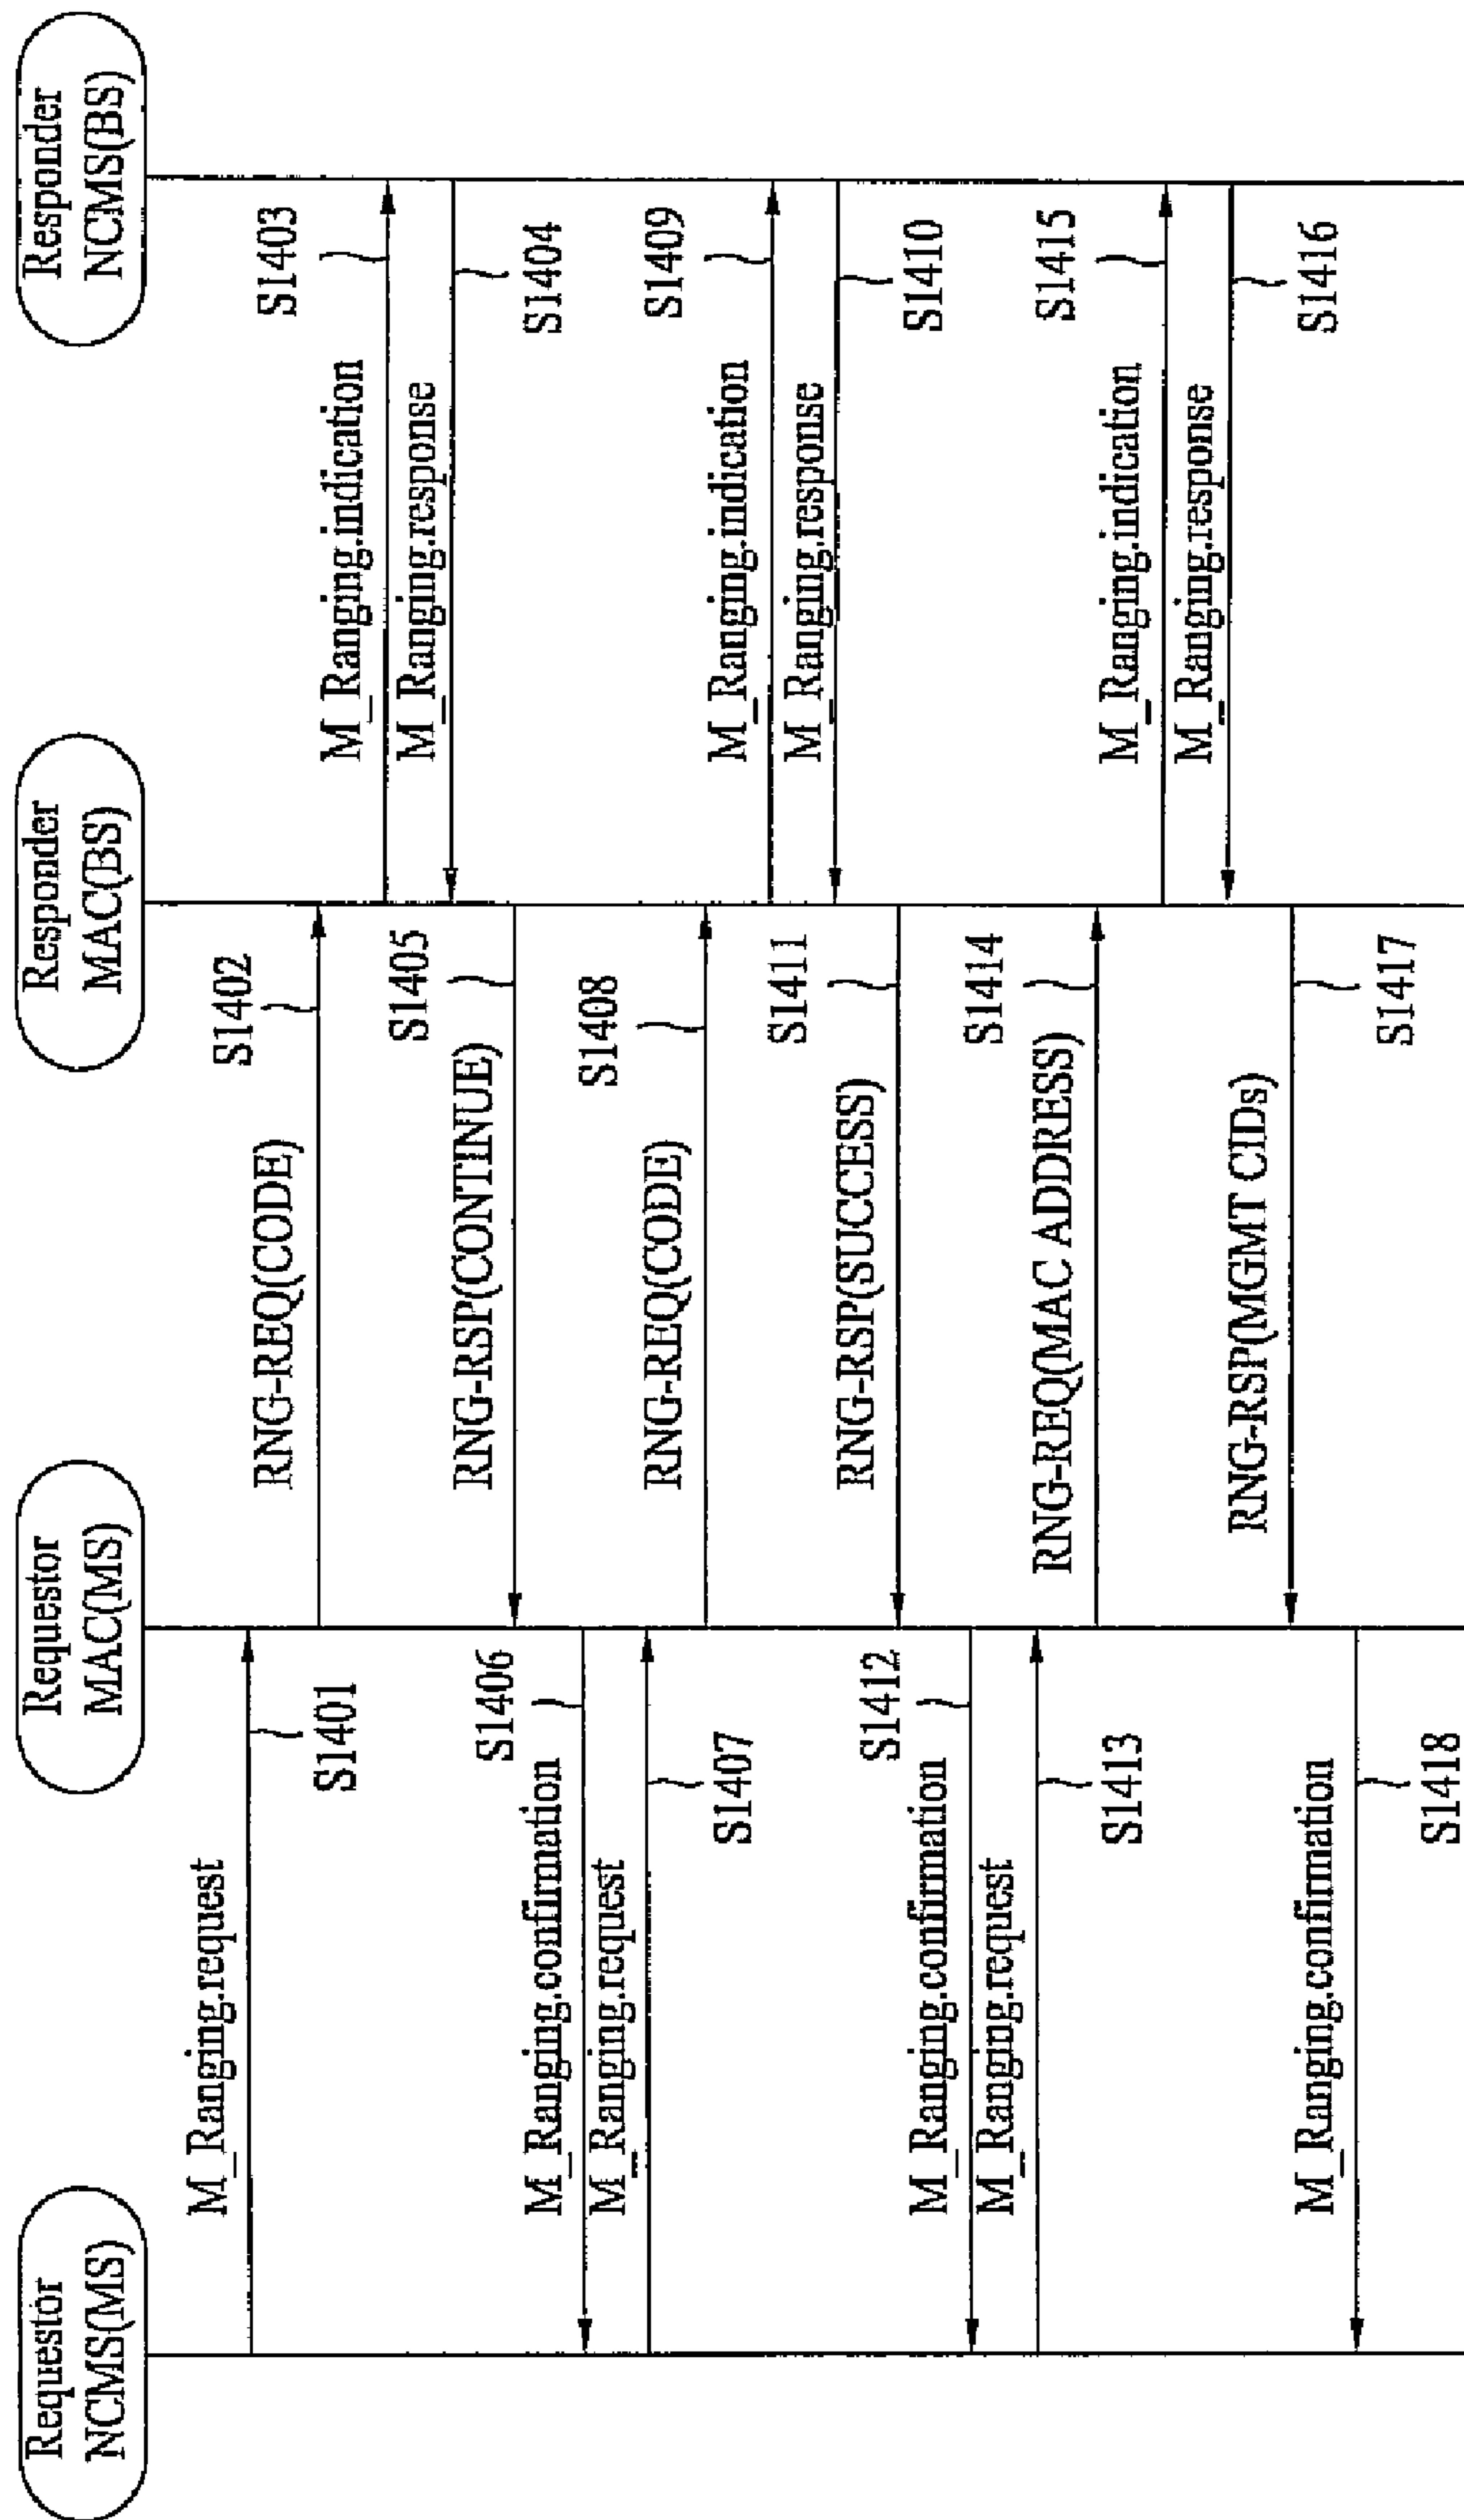 Requestor
NCMS(MS)
Requestor
MAC(MS)
Responder
MAC(BS)
Responder
NCMS(BS)
M_Ranging.request
S1401
RNG-REQ(CODE)
S1402
M_Ranging.indication
S1403
M_Ranging.response
S1404
RNG-RSP(CONTINUE)
S1405
M_Ranging.confirmation
S1406
M_Ranging.request
S1407
RNG-REQ(CODE)
S1408
M_Ranging.indication
S1409
M_Ranging.response
S1410
RNG-RSP(SUCCESS)
S1411
M_Ranging.confirmation
S1412
M_Ranging.request
S1413
RNG-REQ(MAC ADDRESS)
S1414
M_Ranging.indication
S1415
M_Ranging.response
S1416
RNG-RSP(MGMT CIDs)
S1417
M_Ranging.confirmation
S1418